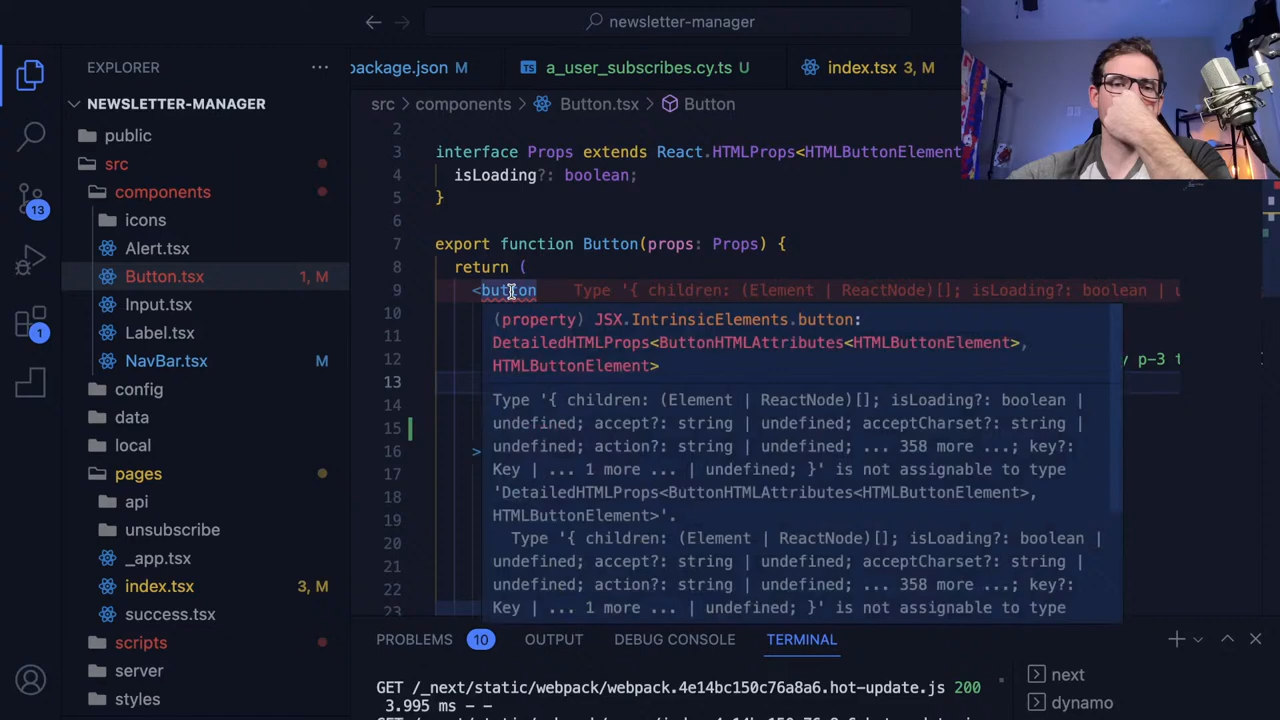 newsletter-manager
EXPLORER
NEWSLETTER-MANAGER
public
src
components
icons
Alert.tsx
Button.tsx 1, M
Input.tsx
Label.tsx
NavBar.tsx M
config
data
local
pages
api
unsubscribe
_app.tsx
index.tsx 3, M
success.tsx
scripts
server
styles
13
1
package.json M
TS a_user_subscribes.cy.ts U
index.tsx 3, M
src > components > Button.tsx > Button
2
3 interface Props extends React.HTMLProps<HTMLButtonElement
4 isLoading?: boolean;
5 }
6
7 export function Button(props: Props) {
8 return (
9 <button Type '{ children: (Element | ReactNode)[]; isLoading?: boolean | u
10
11
12 y p-3 t
13
14
15
16 >
17
18
19
20
21
22
23
(property) JSX.IntrinsicElements.button:
DetailedHTMLProps<ButtonHTMLAttributes<HTMLButtonElement>,
HTMLButtonElement>
Type '{ children: (Element | ReactNode)[]; isLoading?: boolean |
undefined; accept?: string | undefined; acceptCharset?: string |
undefined; action?: string | undefined; ... 358 more ...; key?:
Key | ... 1 more ... | undefined; }' is not assignable to type
'DetailedHTMLProps<ButtonHTMLAttributes<HTMLButtonElement>,
HTMLButtonElement>'.
Type '{ children: (Element | ReactNode)[]; isLoading?: boolean |
undefined; accept?: string | undefined; acceptCharset?: string |
undefined; action?: string | undefined; ... 358 more ...; key?:
Key | ... 1 more ... | undefined; }' is not assignable to type
PROBLEMS 10 OUTPUT DEBUG CONSOLE TERMINAL
GET /_next/static/webpack/webpack.4e14bc150c76a8a6.hot-update.js 200
3.995 ms - -
next
dynamo